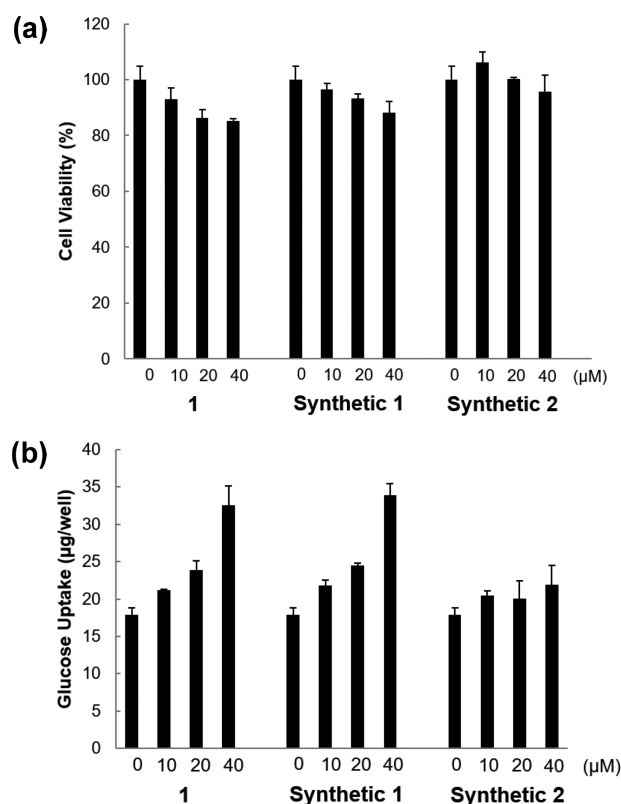 (a)
Cell Viability (%)
120
100
80
60
40
20
0
0 10 20 40 0 10 20 40 0 10 20 40 (μM)
1 Synthetic 1 Synthetic 2
(b)
Glucose Uptake (μg/well)
40
35
30
25
20
15
10
5
0
0 10 20 40 0 10 20 40 0 10 20 40 (μM)
1 Synthetic 1 Synthetic 2